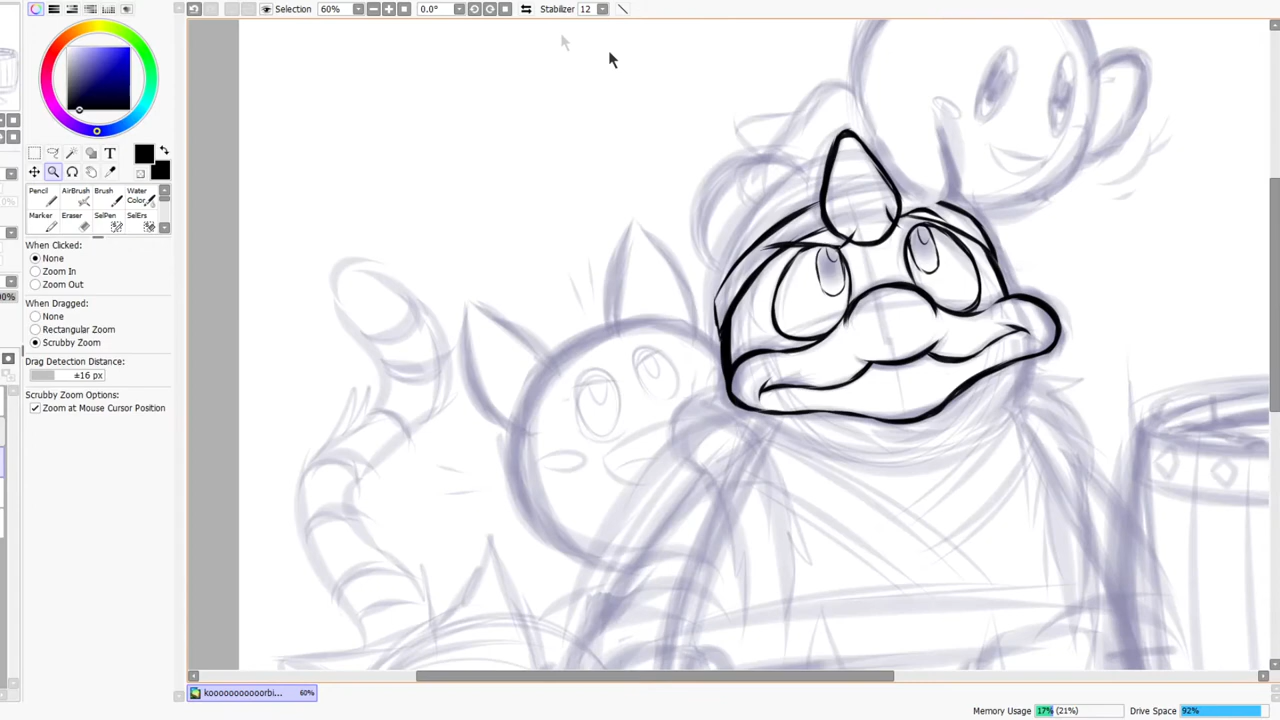 Selection 60% 0.0° Stabilizer 12
T
Pencil AirBrush Brush Water Color
Marker Eraser SelPen SelErs
When Clicked:
None
Zoom In
Zoom Out
When Dragged:
None
Rectangular Zoom
Scrubby Zoom
Drag Detection Distance:
±16 px
Scrubby Zoom Options:
Zoom at Mouse Cursor Position
kooooooooooorbi... 60%
Memory Usage 17% (21%) Drive Space 92%